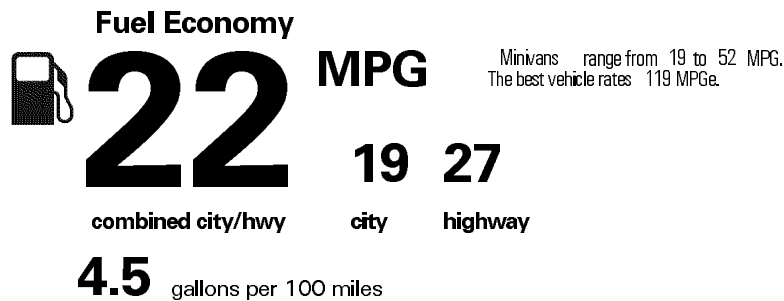 Fuel Economy
22 MPG
Minivans range from 19 to 52 MPG.
The best vehicle rates 119 MPGe.
19 27
combined city/hwy city highway
4.5 gallons per 100 miles